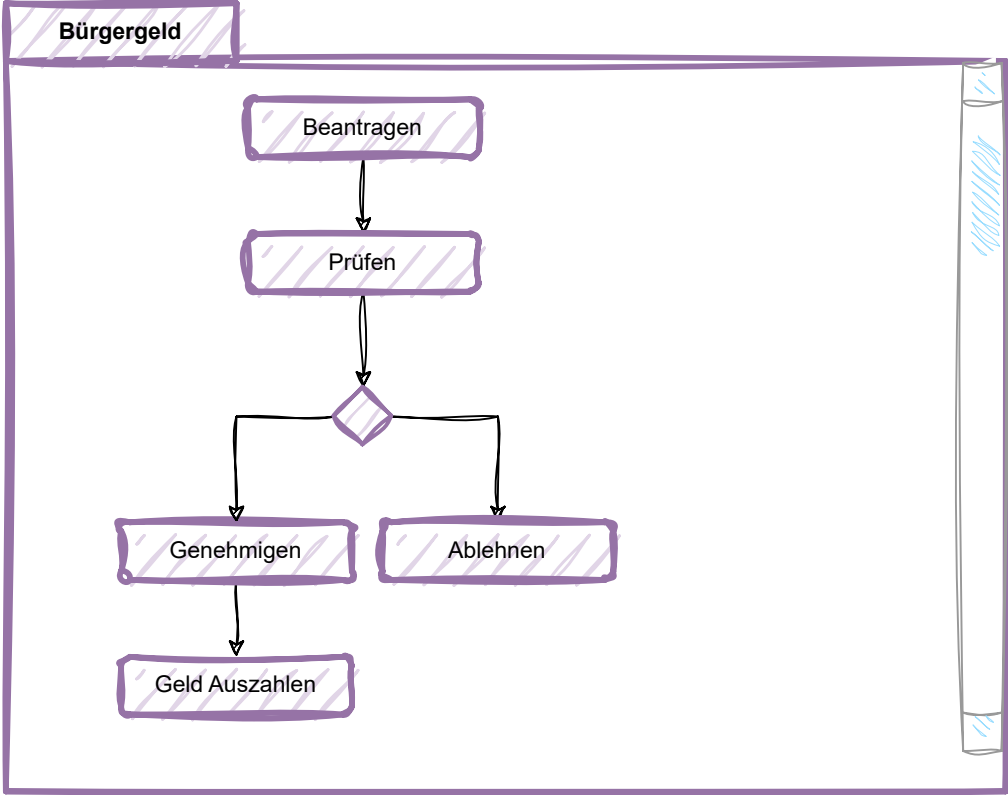 Bürgergeld
Beantragen
Prüfen
Genehmigen
Ablehnen
Geld Auszahlen